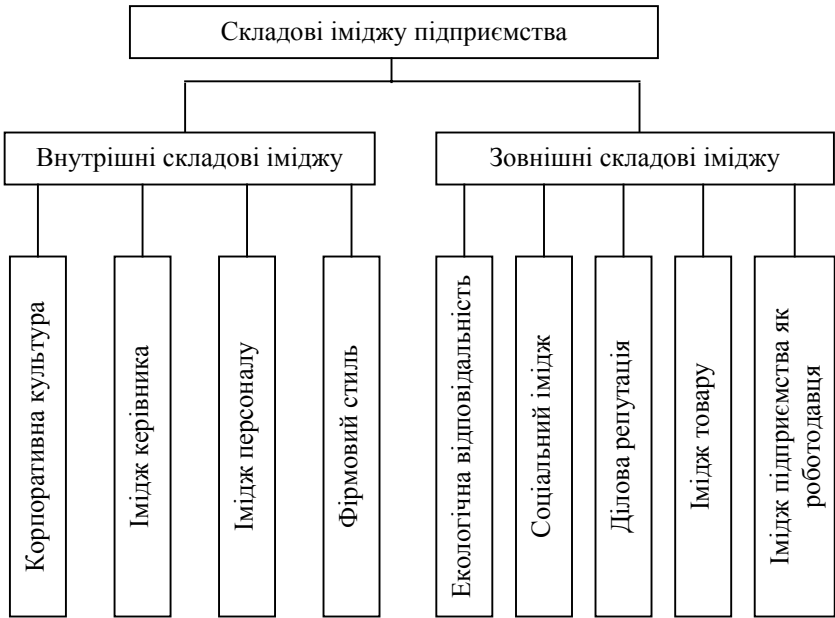 Складові іміджу підприємства
Внутрішні складові іміджу
Зовнішні складові іміджу
Корпоративна культура
Імідж керівника
Імідж персоналу
Фірмовий стиль
Екологічна відповідальність
Соціальний імідж
Ділова репутація
Імідж товару
Імідж підприємства як
роботодавця